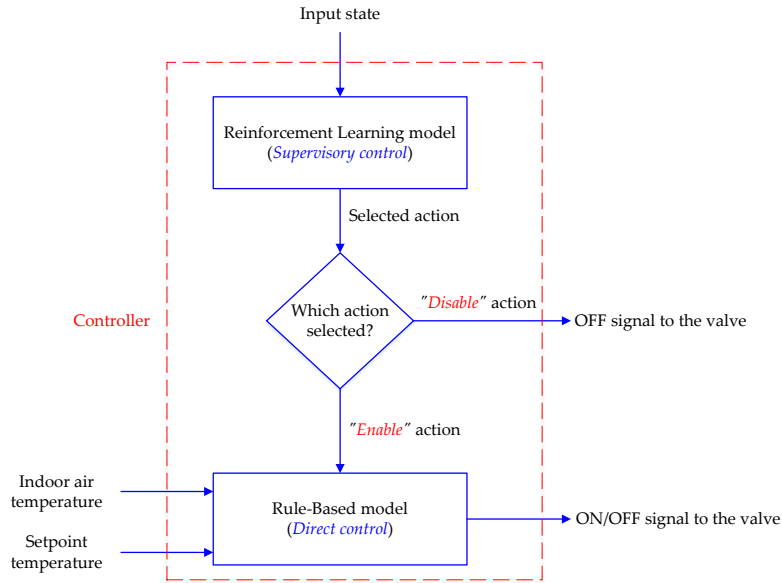 Input state
Reinforcement Learning model
(Supervisory control)
Selected action
Which action
selected?
"Disable" action
OFF signal to the valve
Controller
"Enable" action
Indoor air
temperature
Setpoint
temperature
Rule-Based model
(Direct control)
ON/OFF signal to the valve